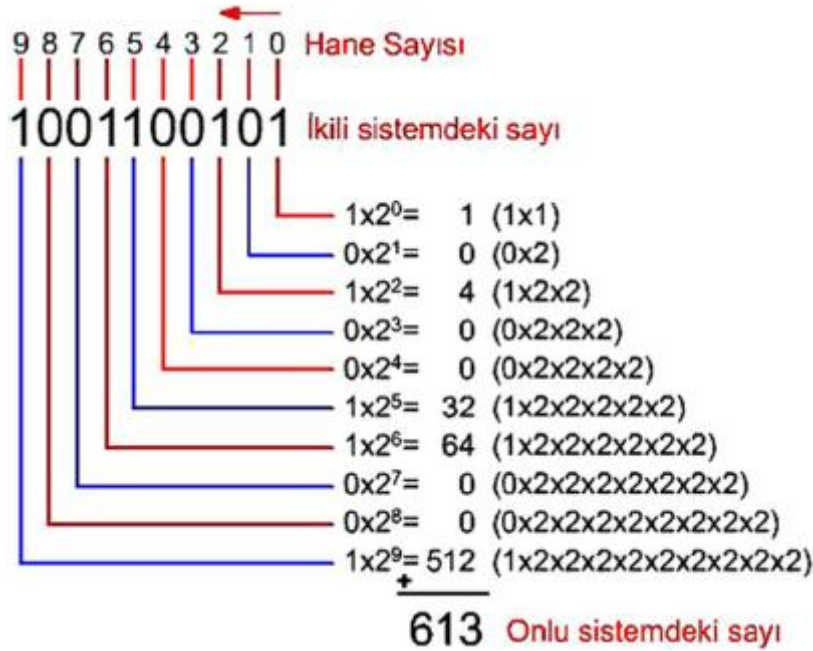 9 8 7 6 5 4 3 2 1 0 Hane Sayısı
1001100101 İkili sistemdeki sayı
1x2⁰= 1 (1x1)
0x2¹= 0 (0x2)
1x2²= 4 (1x2x2)
0x2³= 0 (0x2x2x2)
0x2⁴= 0 (0x2x2x2x2)
1x2⁵= 32 (1x2x2x2x2x2)
1x2⁶= 64 (1x2x2x2x2x2x2)
0x2⁷= 0 (0x2x2x2x2x2x2x2)
0x2⁸= 0 (0x2x2x2x2x2x2x2x2)
1x2⁹= 512 (1x2x2x2x2x2x2x2x2x2)
+
613 Onlu sistemdeki sayı